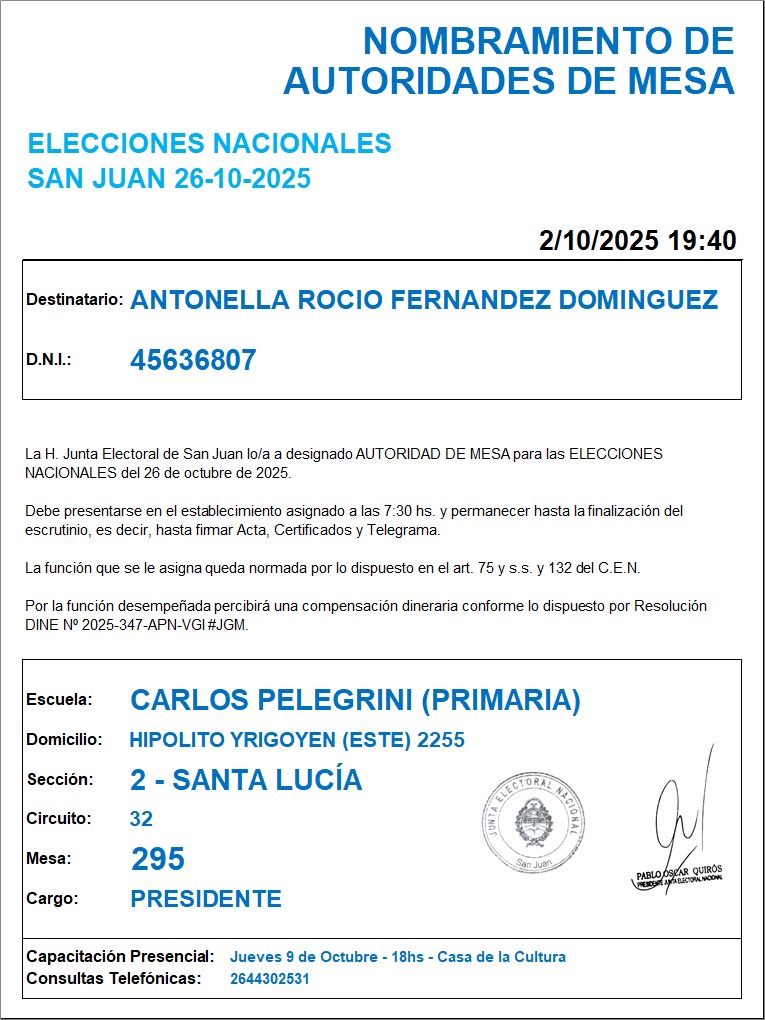 NOMBRAMIENTO DE
AUTORIDADES DE MESA
ELECCIONES NACIONALES
SAN JUAN 26-10-2025
2/10/2025 19:40
Destinatario: ANTONELLA ROCIO FERNANDEZ DOMINGUEZ
D.N.I.: 45636807
La H. Junta Electoral de San Juan lo/a a designado AUTORIDAD DE MESA para las ELECCIONES
NACIONALES del 26 de octubre de 2025.
Debe presentarse en el establecimiento asignado a las 7:30 hs. y permanecer hasta la finalización del
escrutinio, es decir, hasta firmar Acta, Certificados y Telegrama.
La función que se le asigna queda normada por lo dispuesto en el art. 75 y s.s. y 132 del C.E.N.
Por la función desempeñada percibirá una compensación dineraria conforme lo dispuesto por Resolución
DINE Nº 2025-347-APN-VGI#JGM.
Escuela: CARLOS PELEGRINI (PRIMARIA)
Domicilio: HIPOLITO YRIGOYEN (ESTE) 2255
Sección: 2 - SANTA LUCÍA
Circuito: 32
Mesa: 295
Cargo: PRESIDENTE
JUNTA ELECTORAL NACIONAL
San Juan
PABLO OSCAR QUIRÓS
PRESIDENTE JUNTA ELECTORAL NACIONAL
Capacitación Presencial: Jueves 9 de Octubre - 18hs - Casa de la Cultura
Consultas Telefónicas: 2644302531